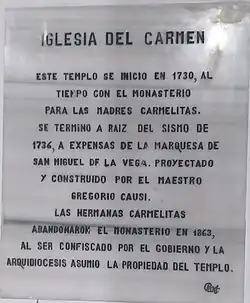 IGLESIA DEL CARMEN
ESTE TEMPLO SE INICIO EN 1730, AL
TIEMPO CON EL MONASTERIO
PARA LAS MADRES CARMELITAS.
SE TERMINO A RAIZ DEL SISMO DE
1736, A EXPENSAS DE LA MARQUESA DE
SAN MIGUEL DE LA VEGA. PROYECTADO
Y CONSTRUIDO POR EL MAESTRO
GREGORIO CAUSI.
LAS HERMANAS CARMELITAS
ABANDONARON EL MONASTERIO EN 1863,
AL SER CONFISCADO POR EL GOBIERNO Y LA
ARQUIDIOCESIS ASUMIO LA PROPIEDAD DEL TEMPLO.